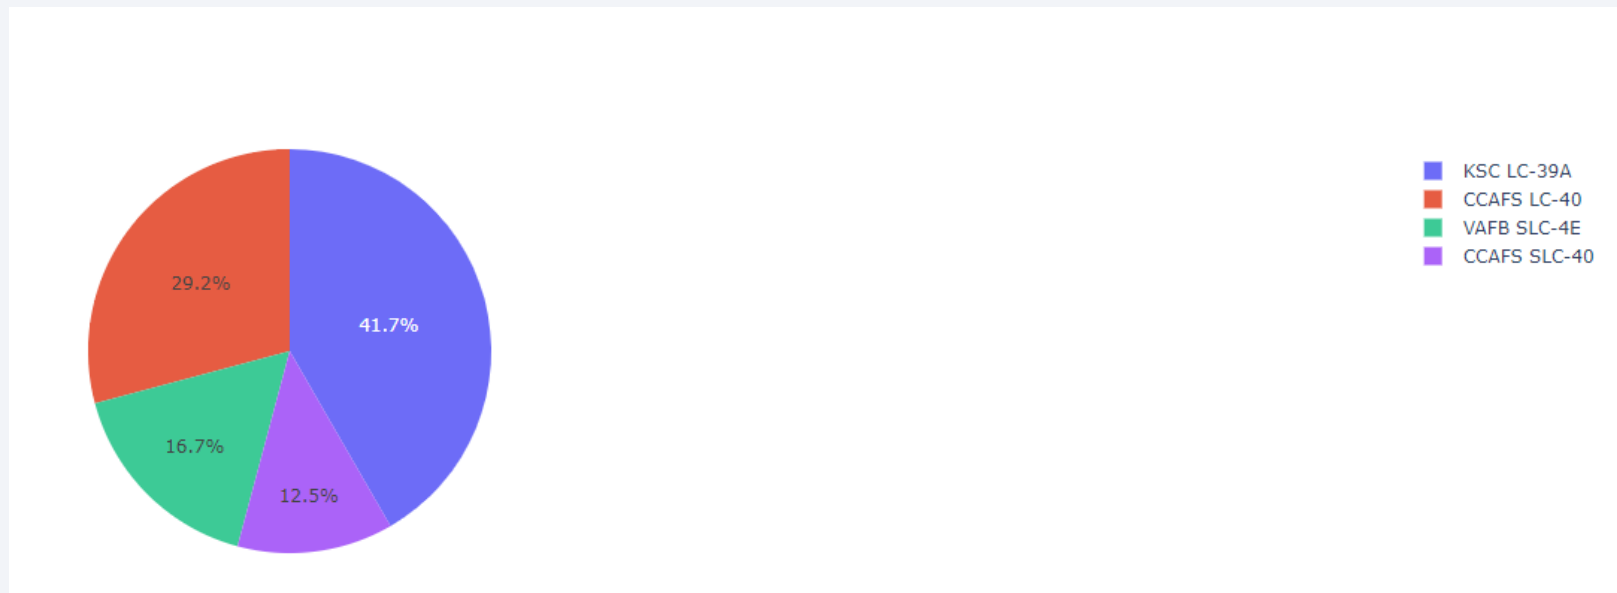 29.2%
41.7%
16.7%
12.5%
KSC LC-39A
CCAFS LC-40
VAFB SLC-4E
CCAFS SLC-40